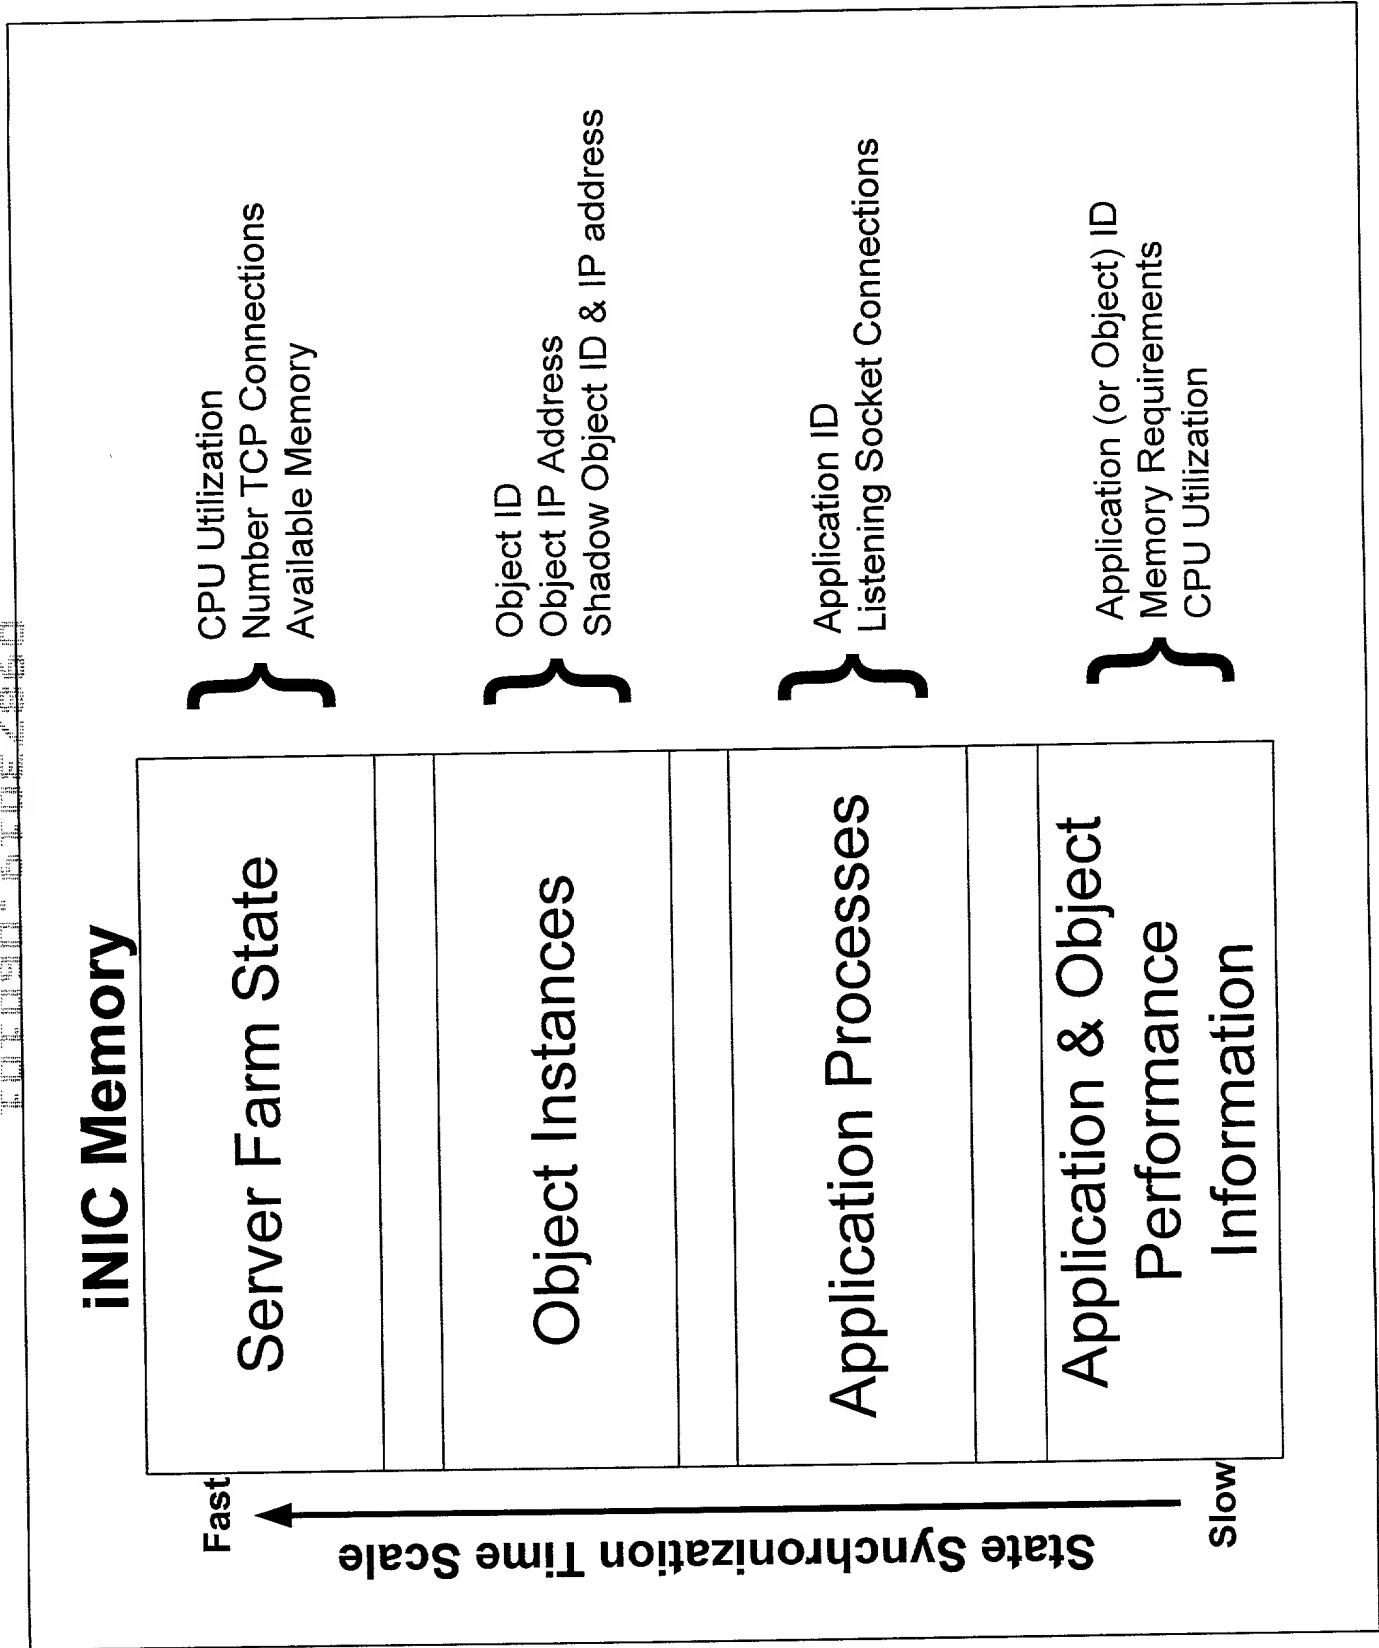 iNIC Memory
Fast
State Synchronization Time Scale
Slow
Server Farm State
CPU Utilization
Number TCP Connections
Available Memory
Object Instances
Object ID
Object IP Address
Shadow Object ID & IP address
Application Processes
Application ID
Listening Socket Connections
Application & Object
Performance
Information
Application (or Object) ID
Memory Requirements
CPU Utilization